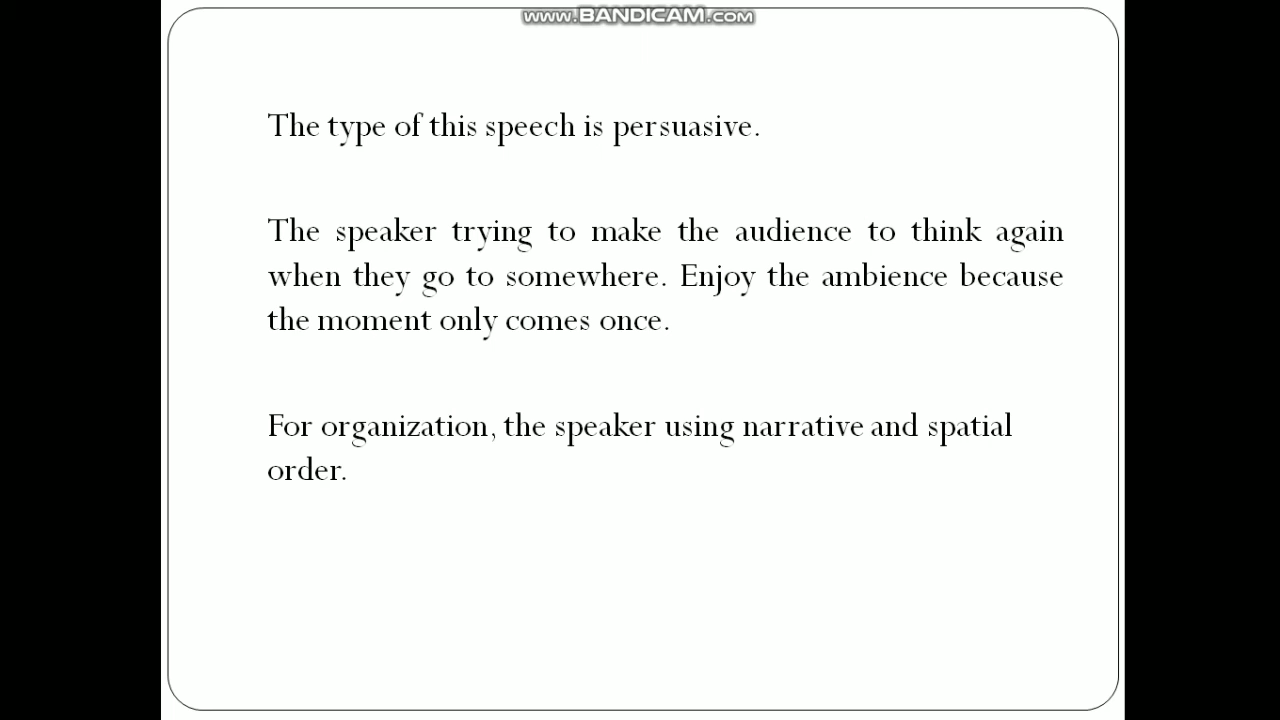 www.BANDICAM.com
The type of this speech is persuasive.
The speaker trying to make the audience to think again
when they go to somewhere. Enjoy the ambience because
the moment only comes once.
For organization, the speaker using narrative and spatial
order.